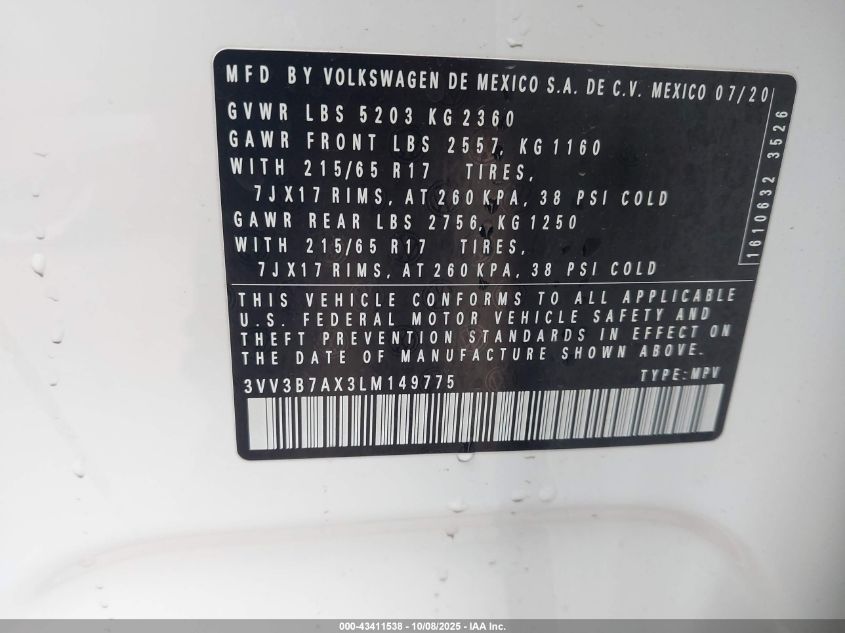 MFD BY VOLKSWAGEN DE MEXICO S.A. DE C.V. MEXICO 07/20
GVWR LBS 5203 KG 2360
GAWR FRONT LBS 2557, KG 1160
WITH 215/65 R17 TIRES,
7JX17 RIMS, AT 260 KPA, 38 PSI COLD
GAWR REAR LBS 2756, KG 1250
WITH 215/65 R17 TIRES,
7JX17 RIMS, AT 260 KPA, 38 PSI COLD
1610632 3526
THIS VEHICLE CONFORMS TO ALL APPLICABLE
U.S. FEDERAL MOTOR VEHICLE SAFETY AND
THEFT PREVENTION STANDARDS IN EFFECT ON
THE DATE OF MANUFACTURE SHOWN ABOVE.
3VV3B7AX3LM149775 TYPE: MPV
000-43411538 - 10/08/2025 - IAA Inc.